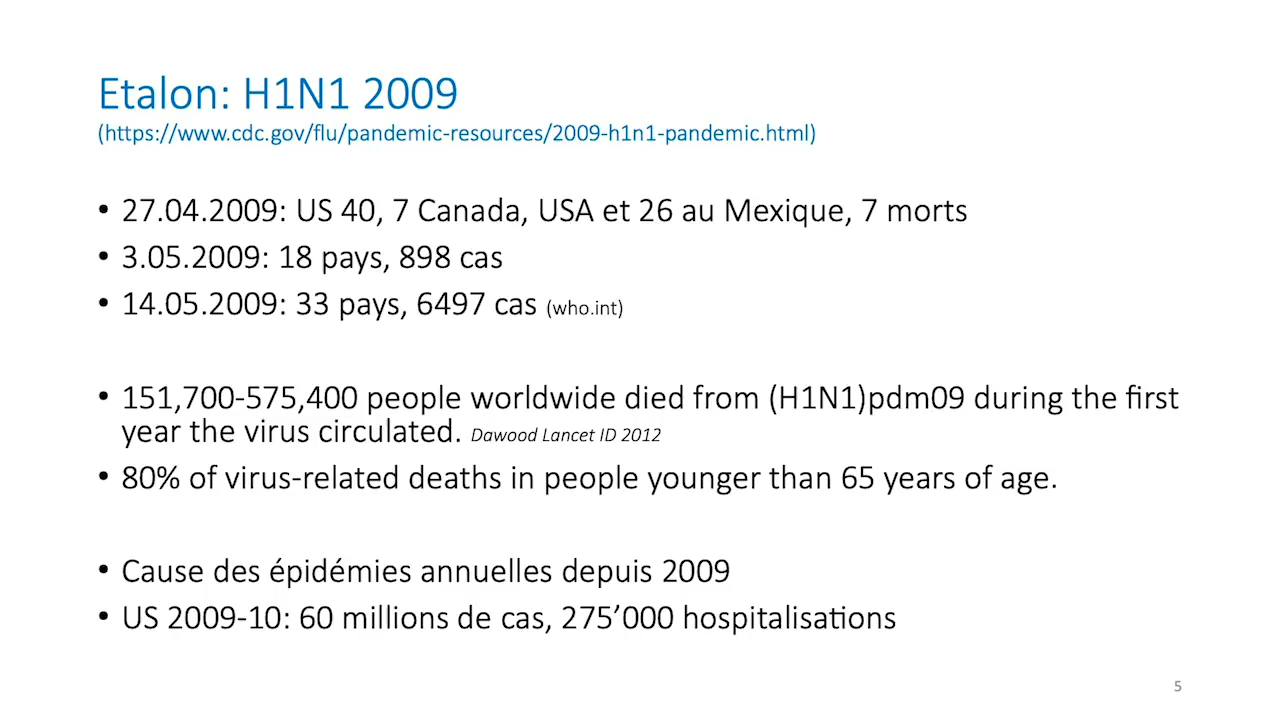 Etalon: H1N1 2009
(https://www.cdc.gov/flu/pandemic-resources/2009-h1n1-pandemic.html)
• 27.04.2009: US 40, 7 Canada, USA et 26 au Mexique, 7 morts
• 3.05.2009: 18 pays, 898 cas
• 14.05.2009: 33 pays, 6497 cas (who.int)
• 151,700-575,400 people worldwide died from (H1N1)pdm09 during the first
year the virus circulated. Dawood Lancet ID 2012
• 80% of virus-related deaths in people younger than 65 years of age.
• Cause des épidémies annuelles depuis 2009
• US 2009-10: 60 millions de cas, 275’000 hospitalisations
5